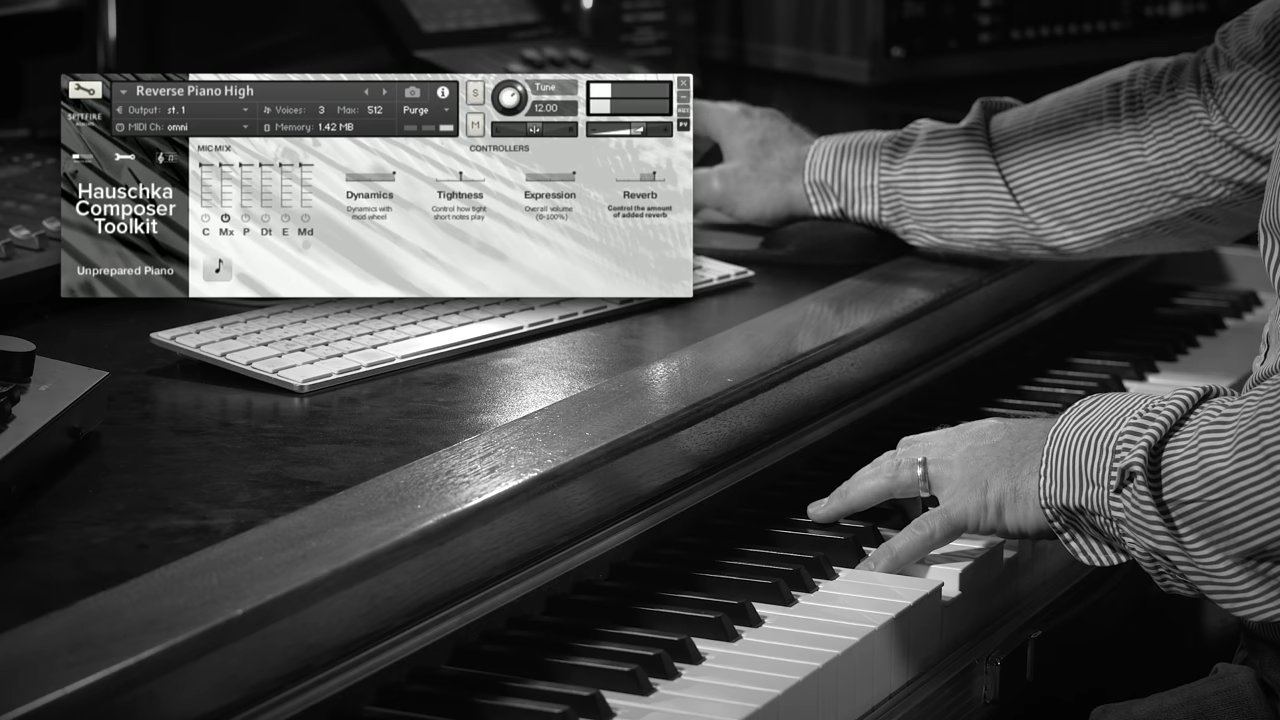 Reverse Piano High
Output: st.1
Voices: 3 Max: 512
Purge
MIDI Ch: omni
Memory: 1.42 MB
S
M
Tune
12.00
L
R
AUX
PV
SPITFIRE
AUDIO
Hauschka
Composer
Toolkit
Unprepared Piano
MIC MIX
C Mx P Dt E Md
CONTROLLERS
Dynamics
Dynamics with
mod wheel
Tightness
Control how tight
short notes play
Expression
Overall volume
(0-100%)
Reverb
Control the amount
of added reverb